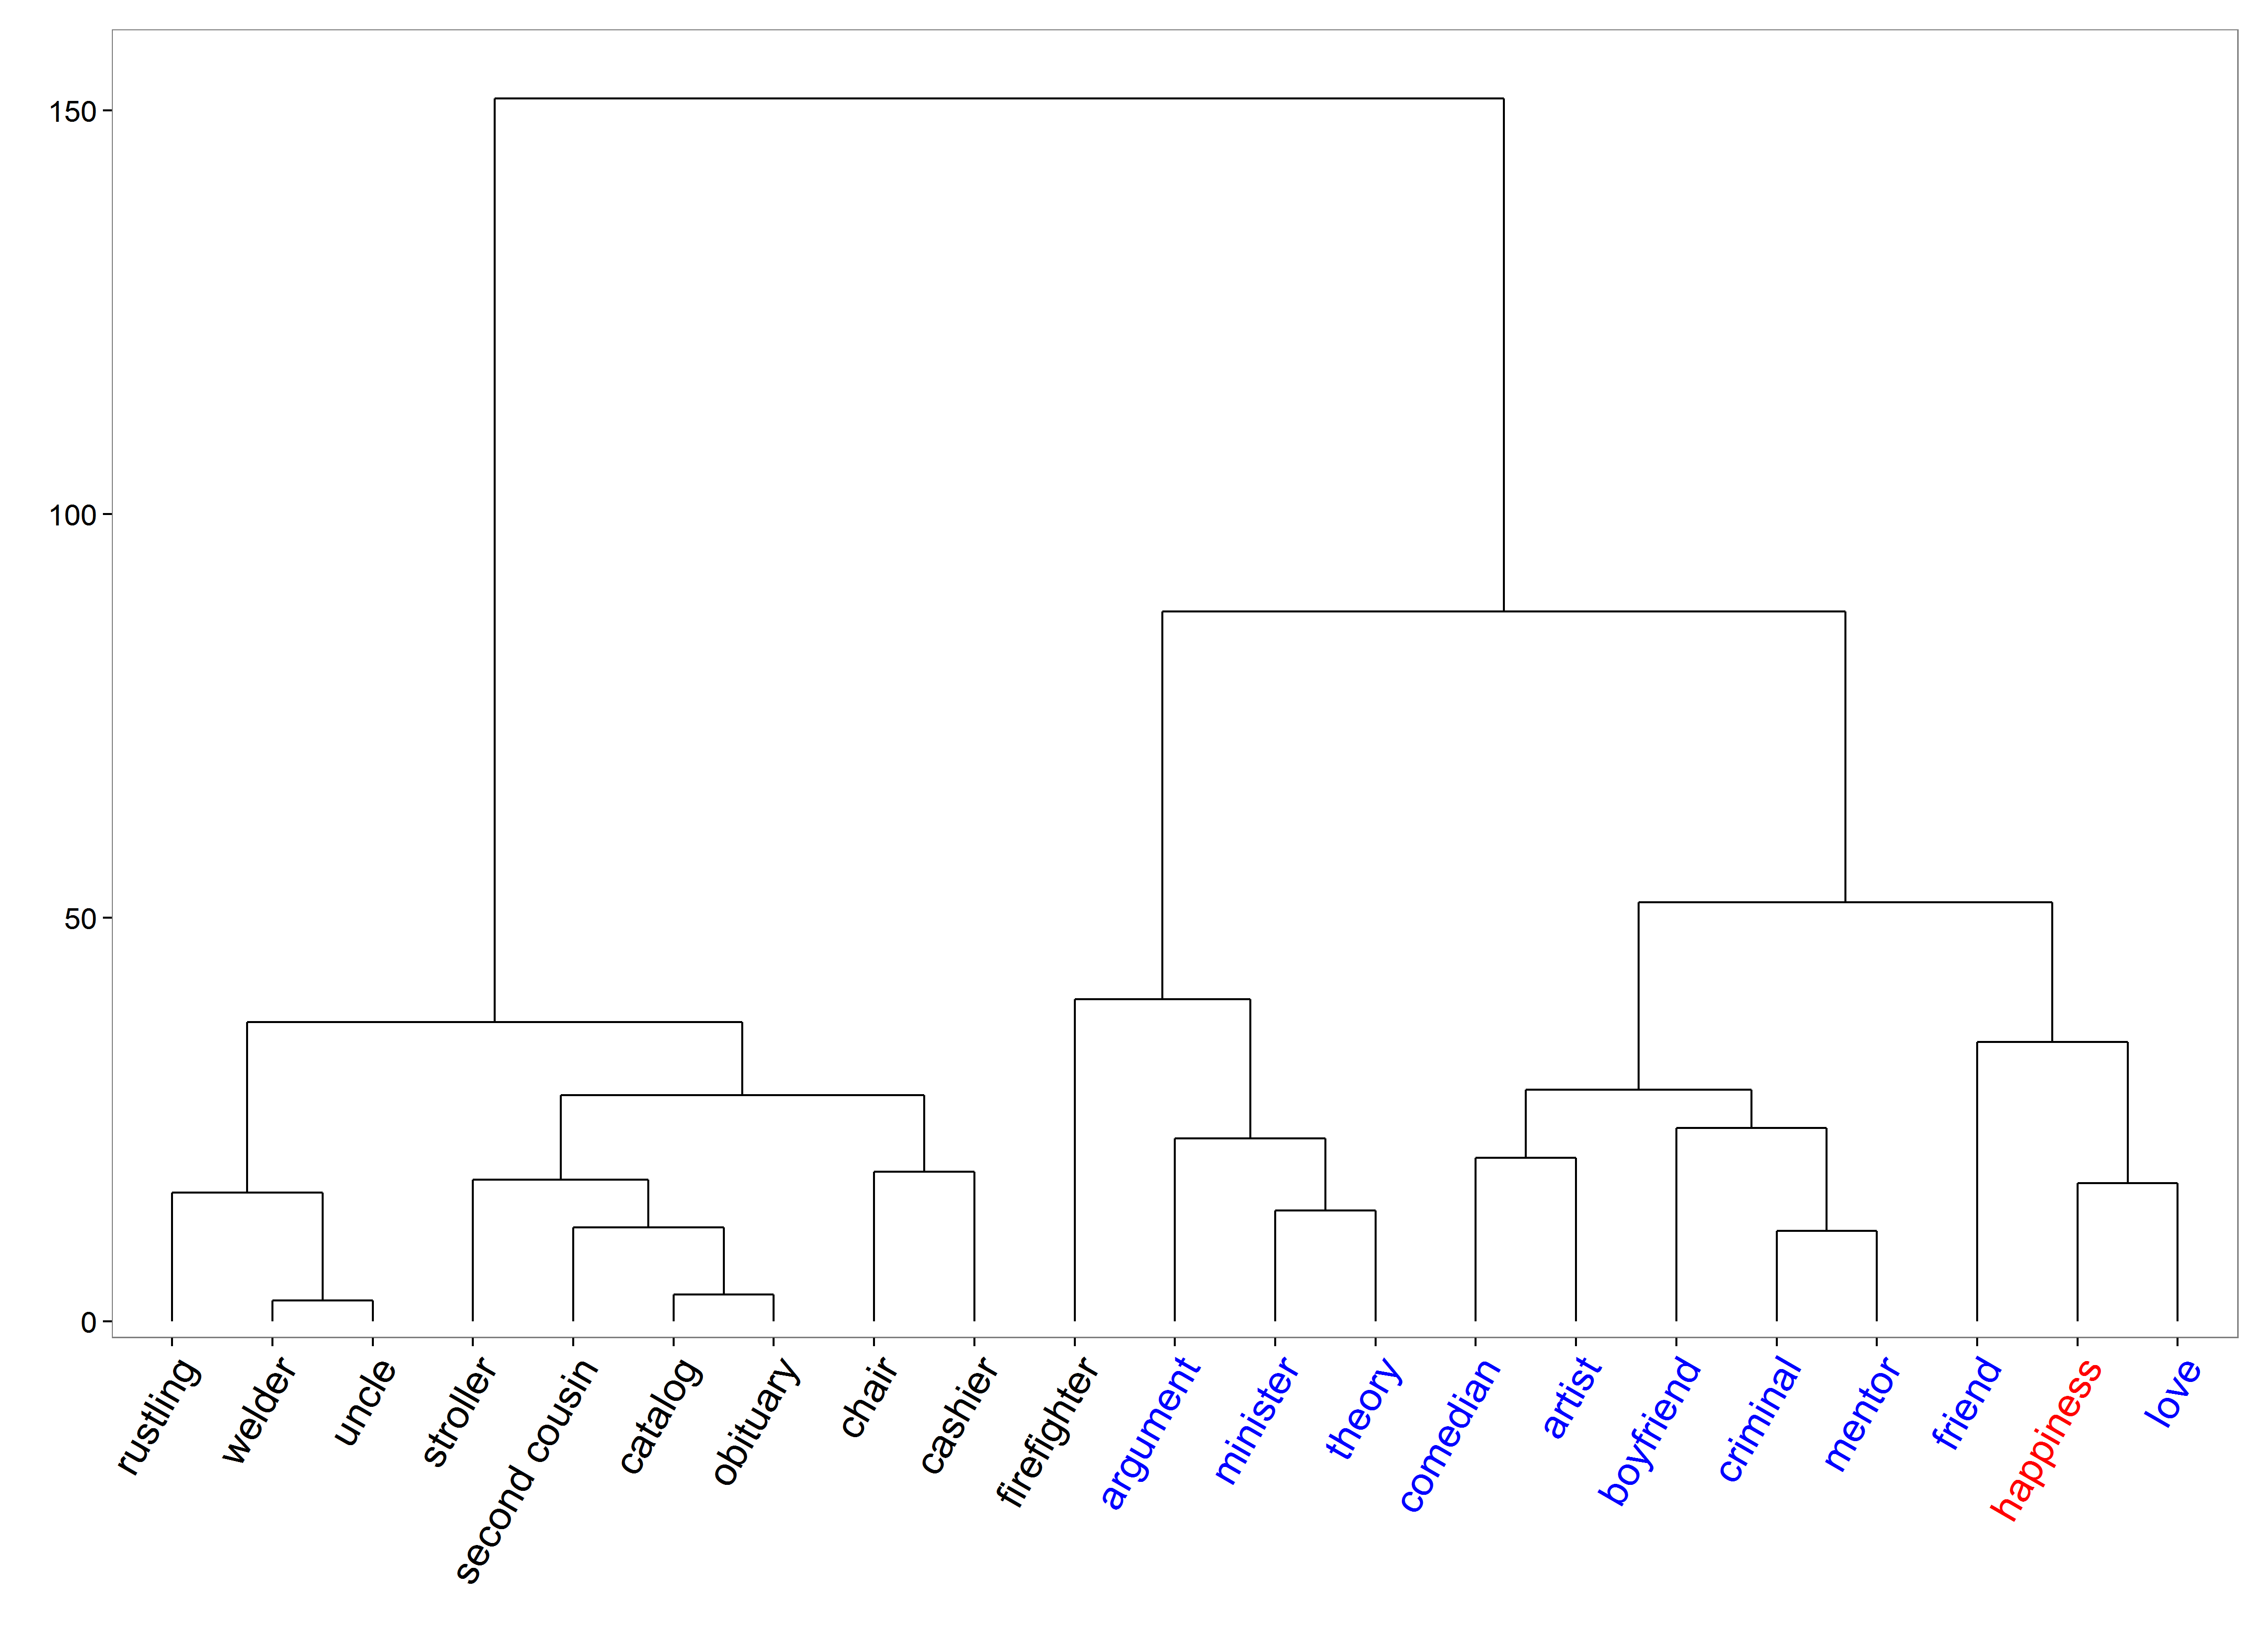 150
100
50
0
rustling
welder
uncle
stroller
second cousin
catalog
obituary
chair
cashier
firefighter
argument
minister
theory
comedian
artist
boyfriend
criminal
mentor
friend
happiness
love